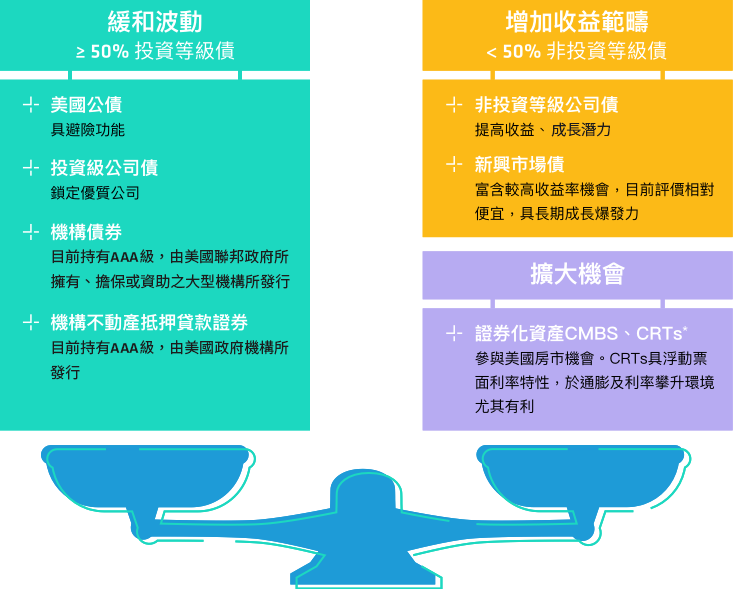 緩和波動
≥ 50% 投資等級債
美國公債
具避險功能
投資級公司債
鎖定優質公司
機構債券
目前持有AAA級，由美國聯邦政府所
擁有、擔保或資助之大型機構所發行
機構不動產抵押貸款證券
目前持有AAA級，由美國政府機構所
發行
增加收益範疇
< 50% 非投資等級債
非投資等級公司債
提高收益、成長潛力
新興市場債
富含較高收益率機會，目前評價相對
便宜，具長期成長爆發力
擴大機會
證券化資產CMBS、CRTs*
參與美國房市機會。CRTs具浮動票
面利率特性，於通膨及利率攀升環境
尤其有利